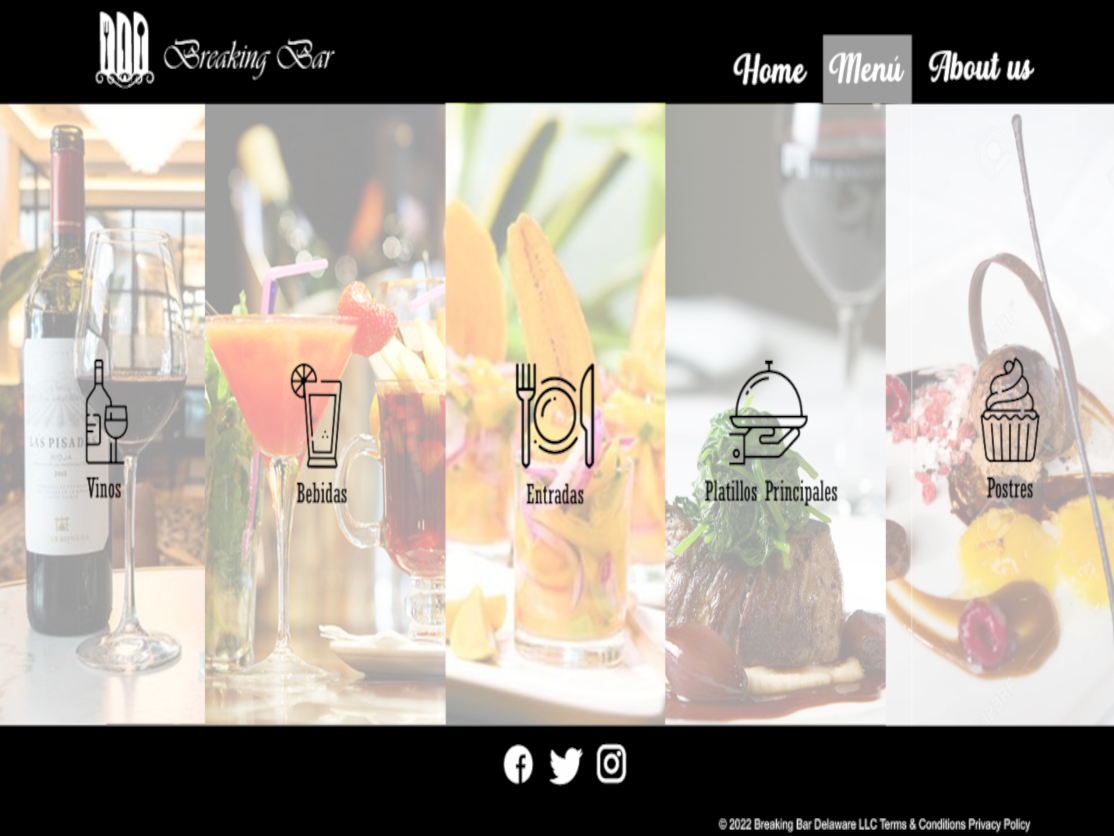 Breaking Bar
Home Menú About us
LAS PISAD
RIOJA
Vinos
Bebidas
Entradas
Platillos Principales
Postres
© 2022 Breaking Bar Delaware LLC Terms & Conditions Privacy Policy